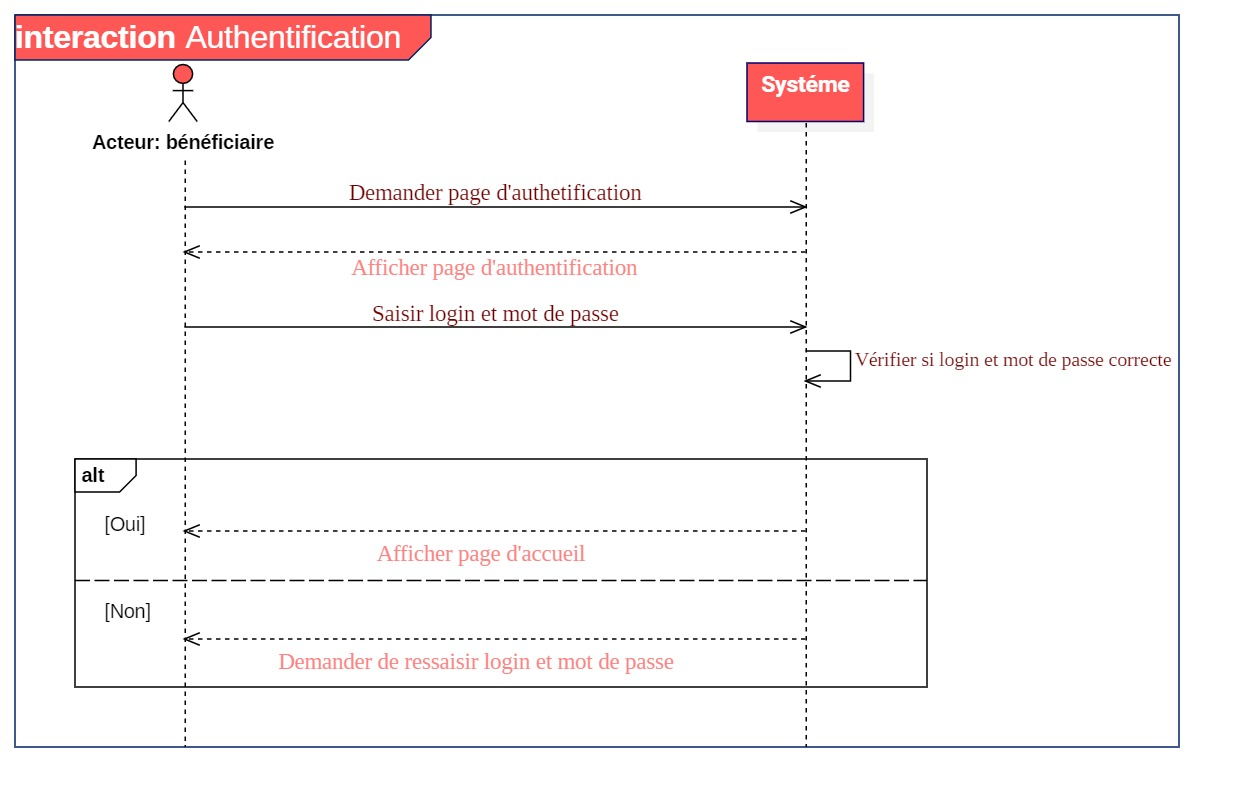 interaction Authentification
Systéme
Acteur: bénéficiaire
Demander page d'authetification
Afficher page d'authentification
Saisir login et mot de passe
Vérifier si login et mot de passe correcte
alt
[Oui]
Afficher page d'accueil
[Non]
Demander de ressaisir login et mot de passe